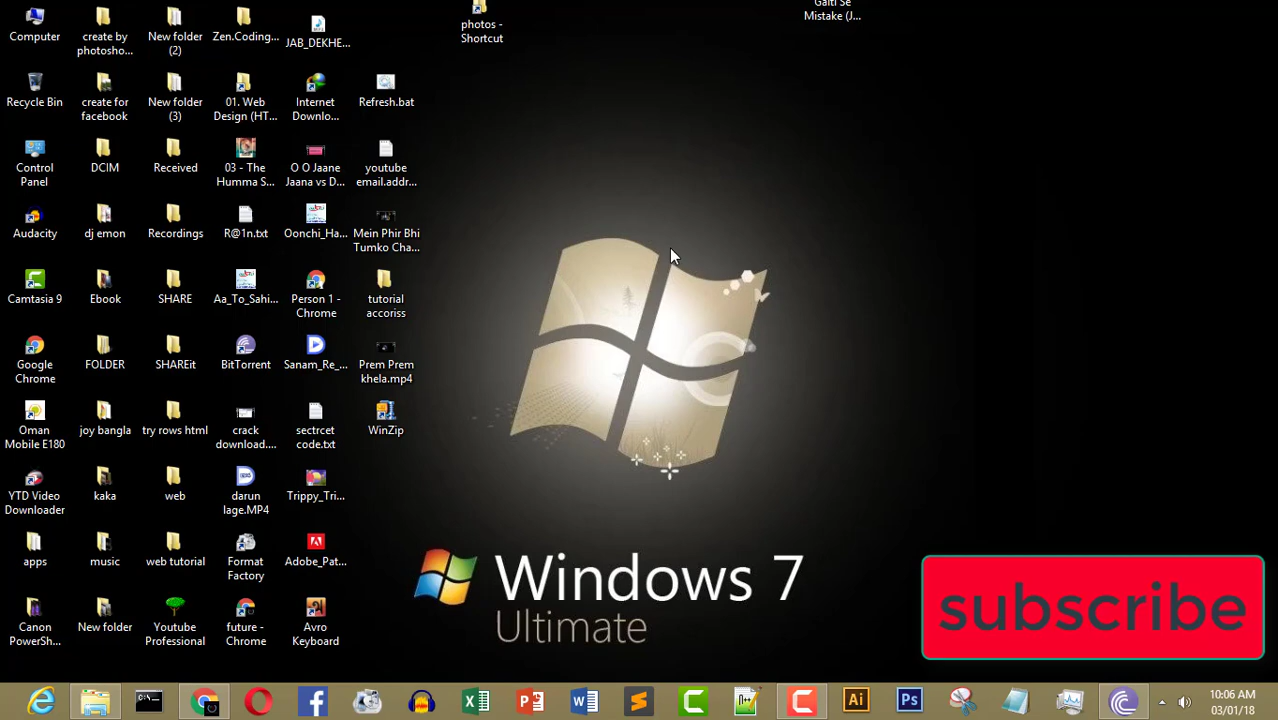 Computer
create by
photosho...
New folder
(2)
Zen.Coding...
JAB_DEKHE...
photos -
Shortcut
Galti Se
Mistake (J...
Recycle Bin
create for
facebook
New folder
(3)
01. Web
Design (HT...
Internet
Downlo...
Refresh.bat
Control
Panel
DCIM
Received
03 - The
Humma S...
O O Jaane
Jaana vs D...
youtube
email.addr...
Audacity
dj emon
Recordings
R@1n.txt
Oonchi_Ha...
Mein Phir Bhi
Tumko Cha...
Camtasia 9
Ebook
SHARE
Aa_To_Sahi...
Person 1 -
Chrome
tutorial
accoriss
Google
Chrome
FOLDER
SHAREit
BitTorrent
Sanam_Re_...
Prem Prem
khela.mp4
Oman
Mobile E180
joy bangla
try rows html
crack
download....
sectrcet
code.txt
WinZip
YTD Video
Downloader
kaka
web
darun
lage.MP4
Trippy_Tri...
apps
music
web tutorial
Format
Factory
Adobe_Pat...
Canon
PowerSh...
New folder
Youtube
Professional
future -
Chrome
Avro
Keyboard
Windows 7
Ultimate
subscribe
10:06 AM
03/01/18